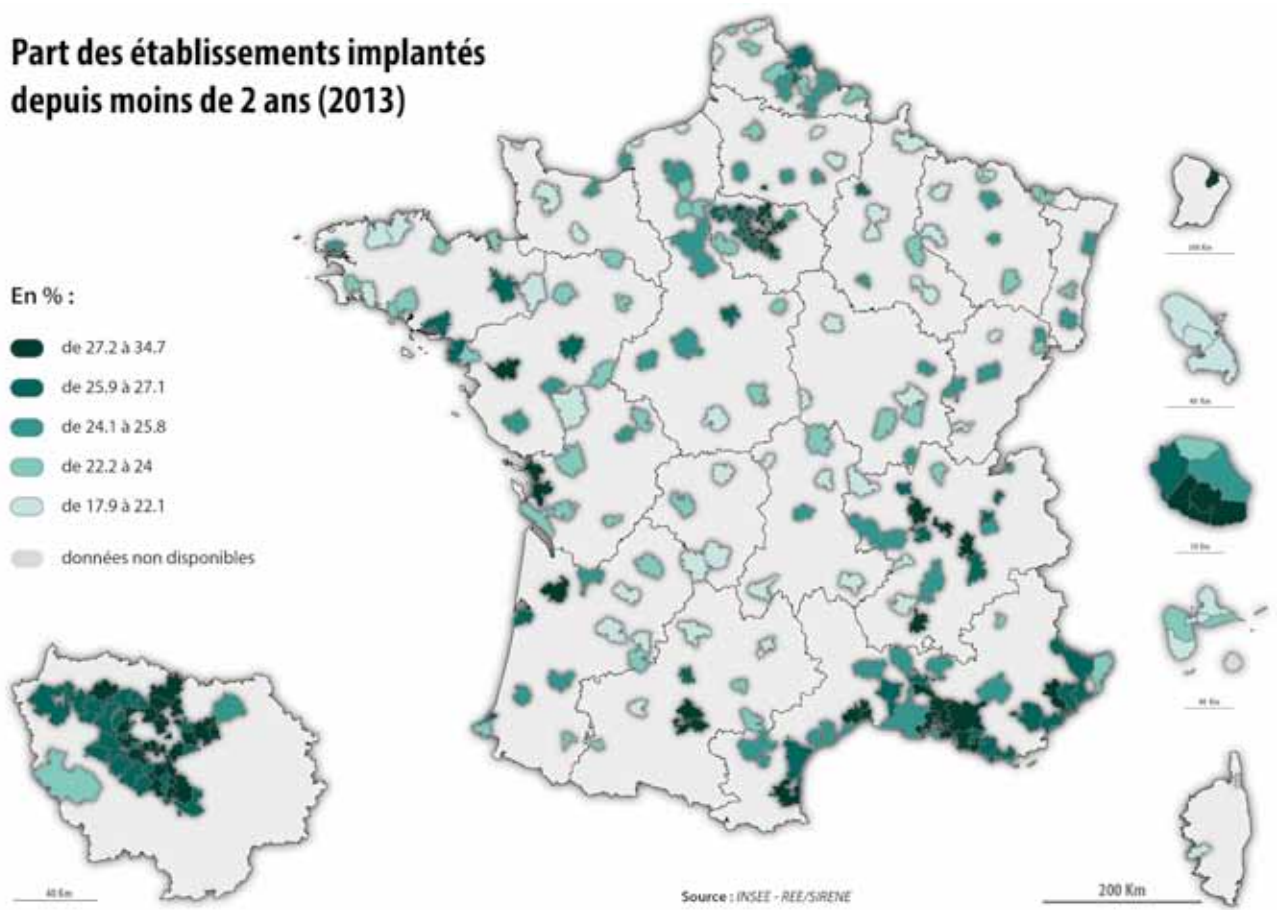 Part des établissements implantés
depuis moins de 2 ans (2013)
En % :
de 27.2 à 34.7
de 25.9 à 27.1
de 24.1 à 25.8
de 22.2 à 24
de 17.9 à 22.1
données non disponibles
40 Km
Source : INSEE - REE/SIRENE
200 Km